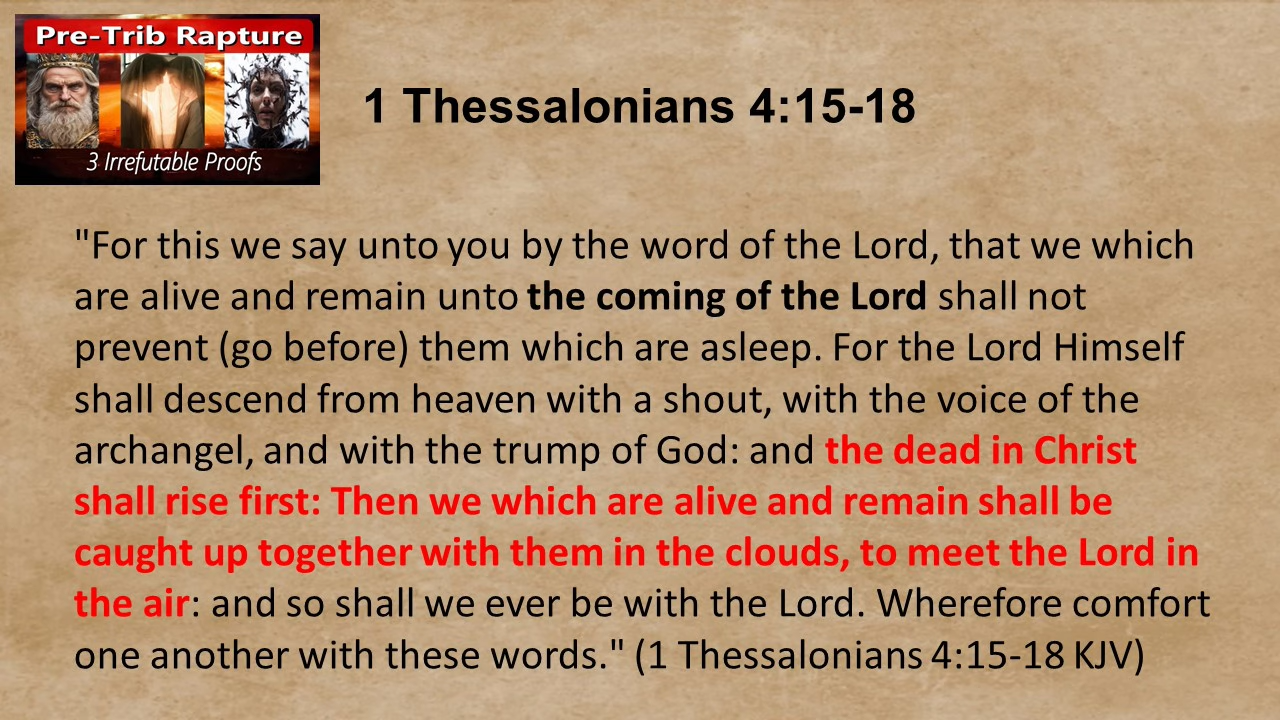 Pre-Trib Rapture
3 Irrefutable Proofs
1 Thessalonians 4:15-18
"For this we say unto you by the word of the Lord, that we which
are alive and remain unto the coming of the Lord shall not
prevent (go before) them which are asleep. For the Lord Himself
shall descend from heaven with a shout, with the voice of the
archangel, and with the trump of God: and the dead in Christ
shall rise first: Then we which are alive and remain shall be
caught up together with them in the clouds, to meet the Lord in
the air: and so shall we ever be with the Lord. Wherefore comfort
one another with these words." (1 Thessalonians 4:15-18 KJV)